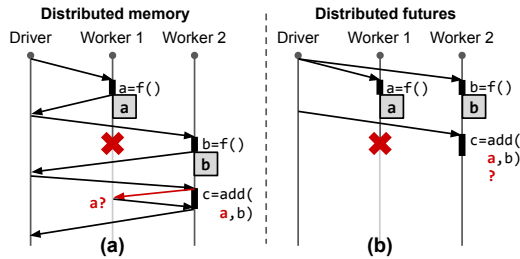 Distributed memory
Driver Worker 1 Worker 2
a=f()
a
b=f()
b
c=add(
a,b)
a?
(a)
Distributed futures
Driver Worker 1 Worker 2
a=f() b=f()
a b
c=add(
a,b)
?
(b)